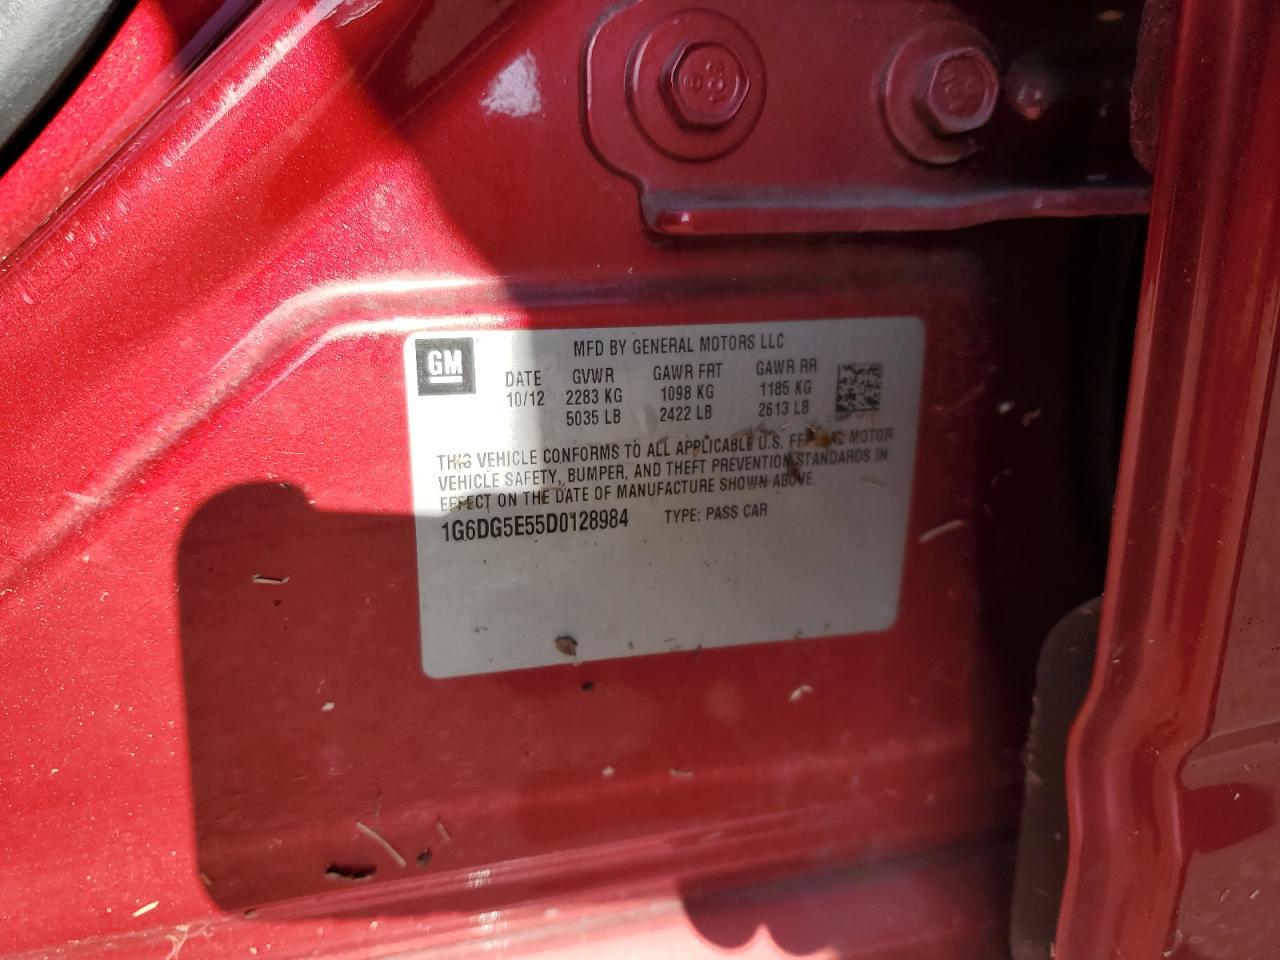 GM
MFD BY GENERAL MOTORS LLC
DATE GVWR GAWR FRT GAWR RR
10/12 2283 KG 1098 KG 1185 KG
5035 LB 2422 LB 2613 LB
THIS VEHICLE CONFORMS TO ALL APPLICABLE U.S. FEDERAL MOTOR
VEHICLE SAFETY, BUMPER, AND THEFT PREVENTION STANDARDS IN
EFFECT ON THE DATE OF MANUFACTURE SHOWN ABOVE.
1G6DG5E55D0128984 TYPE: PASS CAR